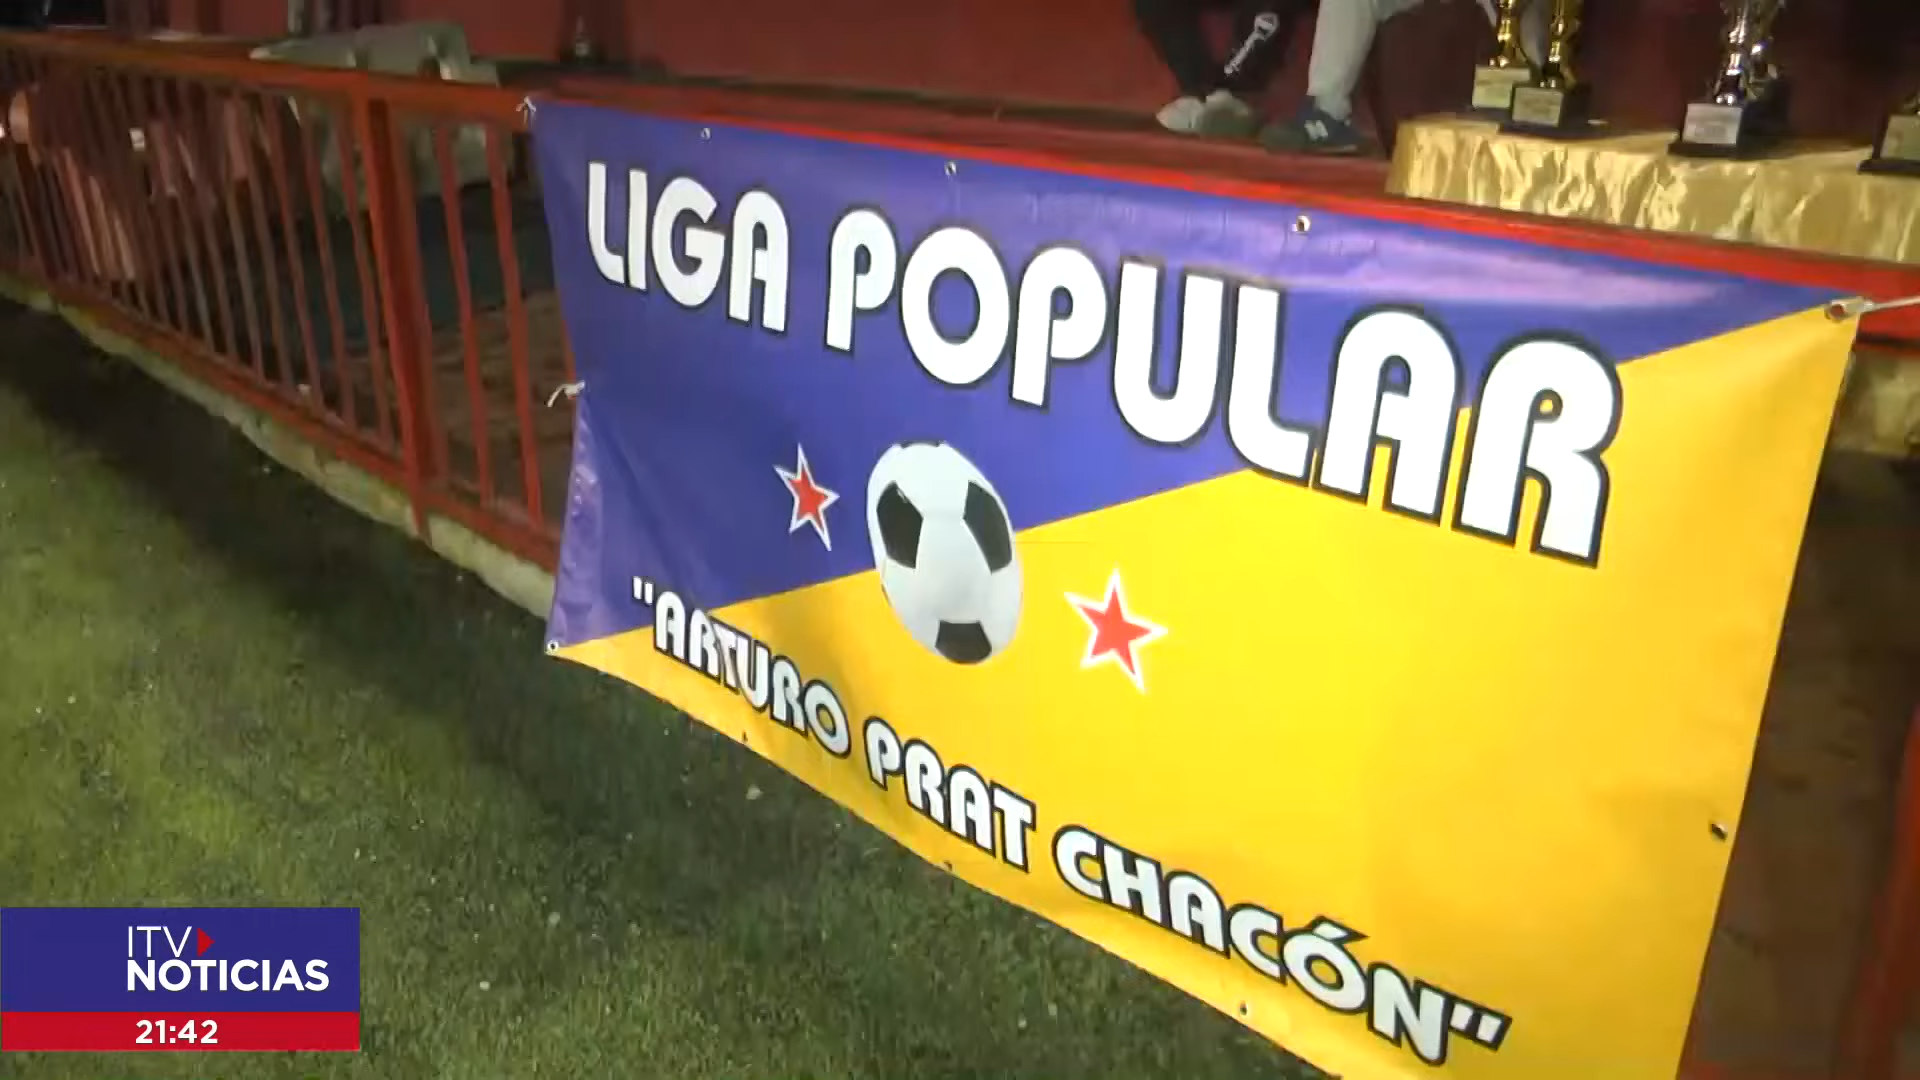 LIGA POPULAR
"ARTURO PRAT CHACÓN"
ITV
NOTICIAS
21:42